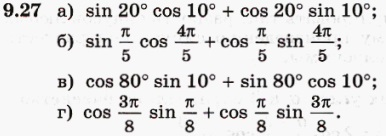 9.27 а) sin 20° cos 10° + cos 20° sin 10°;
б) sin π/5 cos 4π/5 + cos π/5 sin 4π/5;
в) cos 80° sin 10° + sin 80° cos 10°;
г) cos 3π/8 sin π/8 + cos π/8 sin 3π/8.